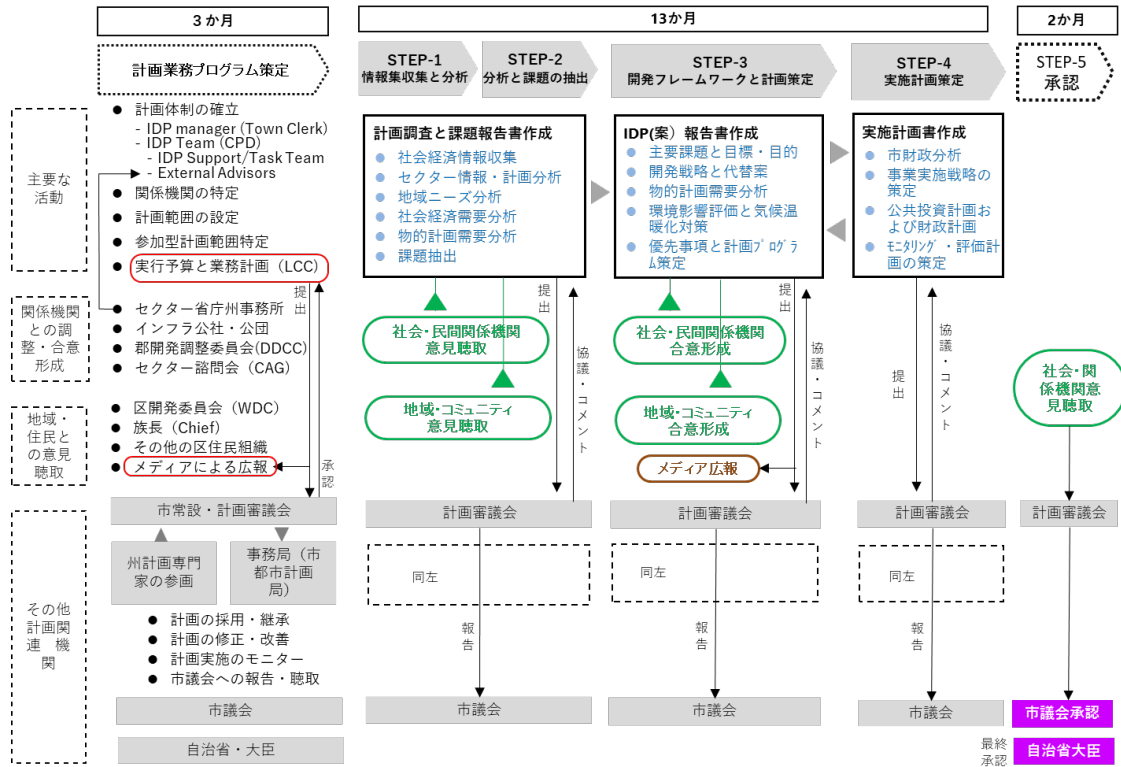 3か月
13か月
2か月
計画業務プログラム策定
STEP-1
情報集収集と分析
STEP-2
分析と課題の抽出
STEP-3
開発フレームワークと計画策定
STEP-4
実施計画策定
STEP-5
承認
主要な
活動
● 計画体制の確立
- IDP manager (Town Clerk)
- IDP Team (CPD)
- IDP Support/Task Team
- External Advisors
● 関係機関の特定
● 計画範囲の設定
● 参加型計画範囲特定
● 実行予算と業務計画（LCC）
計画調査と課題報告書作成
● 社会経済情報収集
● セクター情報・計画分析
● 地域ニーズ分析
● 社会経済需要分析
● 物的計画需要分析
● 課題抽出
IDP(案）報告書作成
● 主要課題と目標・目的
● 開発戦略と代替案
● 物的計画需要分析
● 環境影響評価と気候温
暖化対策
● 優先事項と計画ﾌﾟﾛｸﾞﾗ
ﾑ策定
実施計画書作成
● 市財政分析
● 事業実施戦略の
策定
● 公共投資計画お
よび財政計画
● ﾓﾆﾀﾘﾝｸﾞ・評価計
画の策定
関係機関
との調
整・合意
形成
● セクター省庁州事務所
● インフラ公社・公団
● 郡開発調整委員会(DDCC)
● セクター諮問会（CAG）
提出
社会・民間関係機関
意見聴取
地域・コミュニティ
意見聴取
提出
協議・コメント
社会・民間関係機関
合意形成
地域・コミュニティ
合意形成
メディア広報
提出
協議・コメント
提出
協議・コメント
社会・関
係機関意
見聴取
地域・
住民と
の意見
聴取
● 区開発委員会（WDC）
● 族長（Chief）
● その他の区住民組織
● メディアによる広報
承認
その他
計画関
連　機
関
市常設・計画審議会
計画審議会
計画審議会
計画審議会
計画審議会
州計画専門
家の参画
事務局（市
都市計画
局）
同左
同左
同左
● 計画の採用・継承
● 計画の修正・改善
● 計画実施のモニター
● 市議会への報告・聴取
報告
報告
報告
市議会
市議会
市議会
市議会
市議会承認
自治省・大臣
最終
承認
自治省大臣